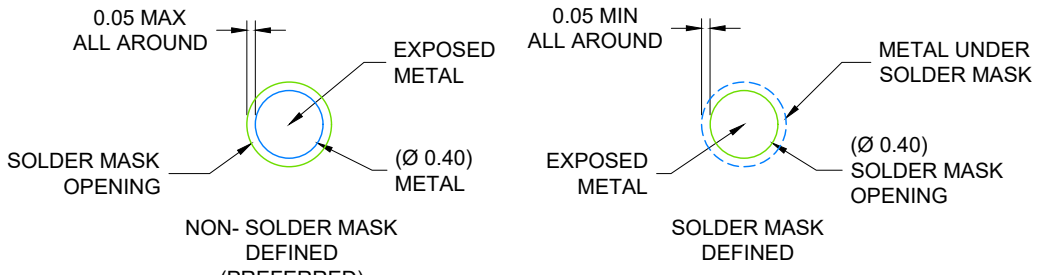 0.05 MAX
ALL AROUND
EXPOSED
METAL
SOLDER MASK
OPENING
(Ø 0.40)
METAL
NON- SOLDER MASK
DEFINED
(PREFERRED)
0.05 MIN
ALL AROUND
METAL UNDER
SOLDER MASK
EXPOSED
METAL
(Ø 0.40)
SOLDER MASK
OPENING
SOLDER MASK
DEFINED